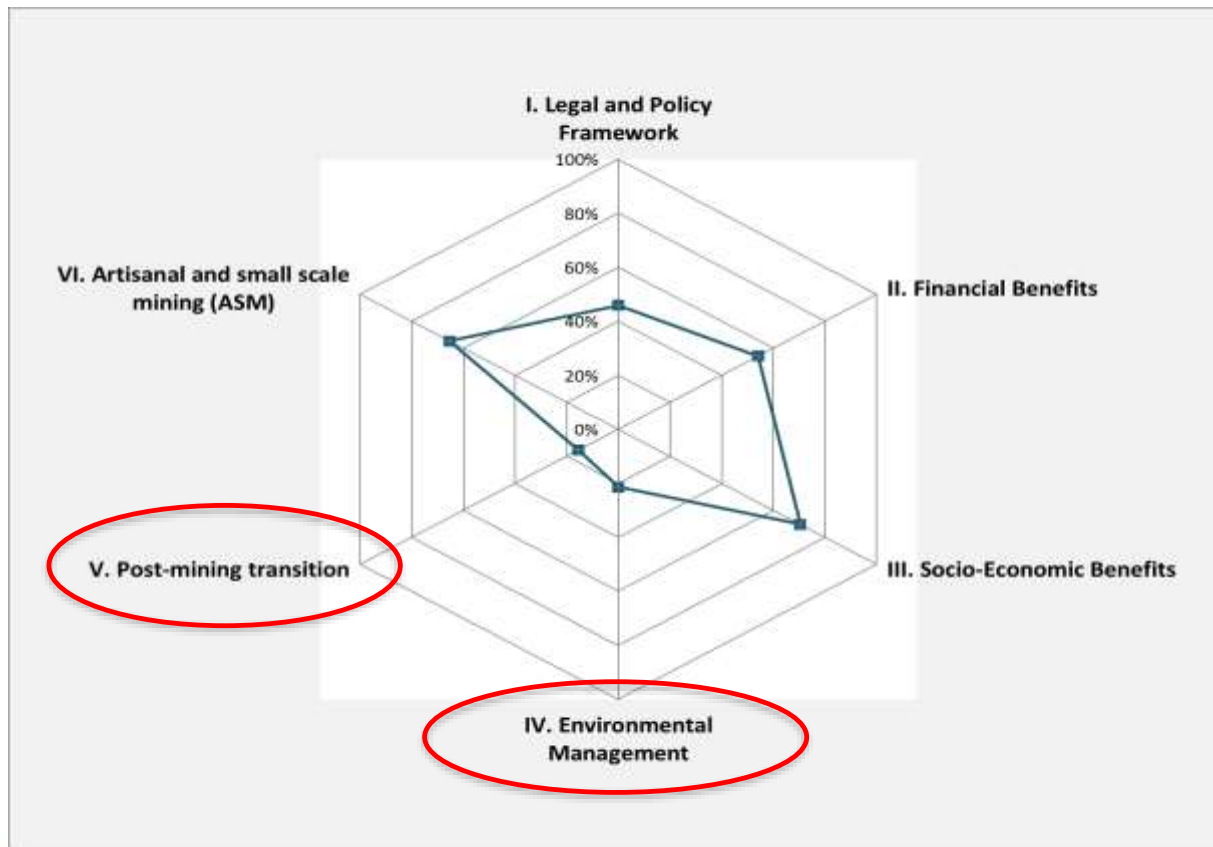 I. Legal and Policy
Framework
100%
80%
60%
40%
20%
0%
II. Financial Benefits
III. Socio-Economic Benefits
IV. Environmental
Management
V. Post-mining transition
VI. Artisanal and small scale
mining (ASM)